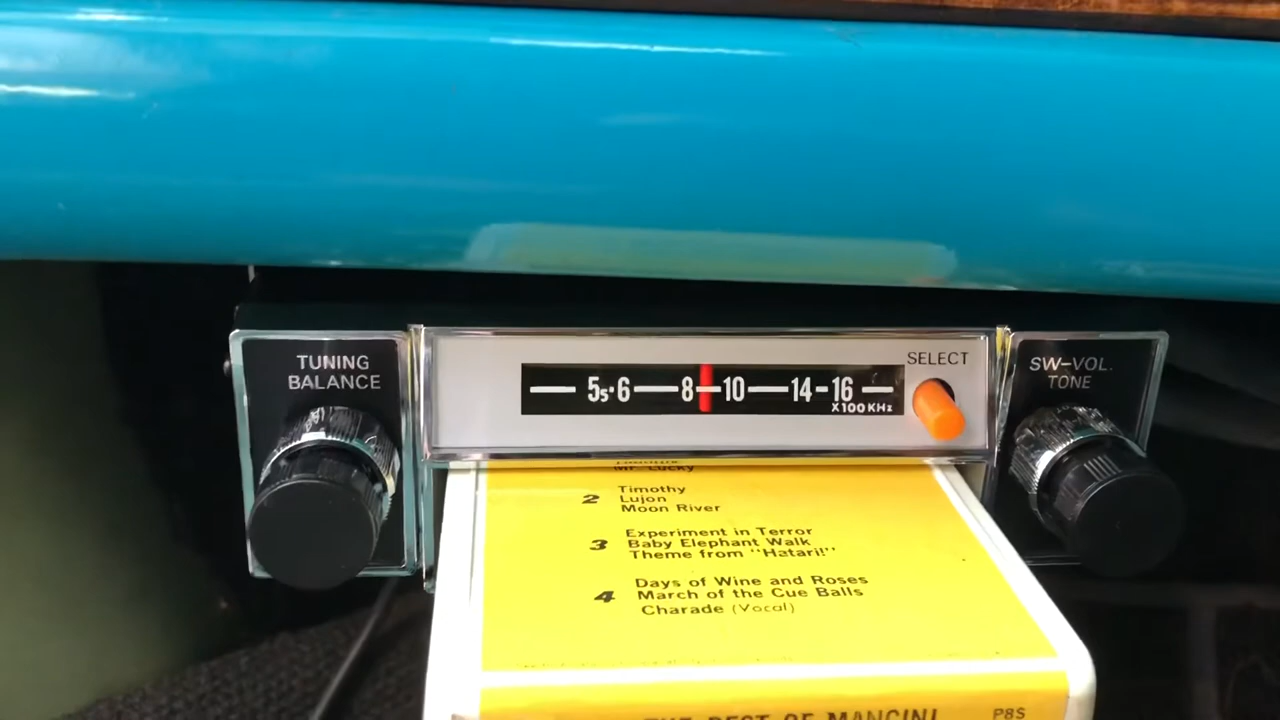 TUNING
BALANCE
5 5·6 8 10 14-16
X100KHz
SELECT
SW-VOL.
TONE
Mr. Lucky
2 Timothy
Lujon
Moon River
3 Experiment in Terror
Baby Elephant Walk
Theme from "Hatari!"
4 Days of Wine and Roses
March of the Cue Balls
Charade (Vocal)
THE BEST OF MANCINI
P8S